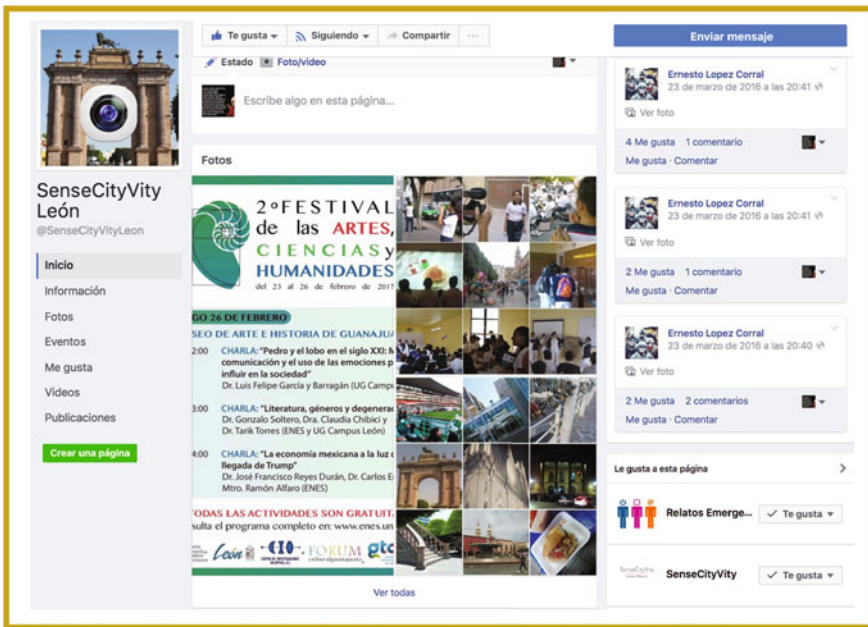 Te gusta
Siguiendo
Compartir
Enviar mensaje
Estado
Foto/video
Escribe algo en esta página...
SenseCityVity
León
@SenseCityVityLeon
Inicio
Información
Fotos
Eventos
Me gusta
Videos
Publicaciones
Crear una página
Fotos
2º FESTIVAL
de las ARTES,
CIENCIAS y
HUMANIDADES
del 23 al 26 de febrero de 2017
GO 26 DE FEBRERO
SEO DE ARTE E HISTORIA DE GUANAJUA
2:00 CHARLA: "Pedro y el lobo en el siglo XXI: M
comunicación y el uso de las emociones p
influir en la sociedad"
Dr. Luis Felipe García y Barragán (UG Campu
3:00 CHARLA: "Literatura, géneros y degenerac
Dr. Gonzalo Soltero, Dra. Claudia Chibici y
Dr. Tarik Torres (ENES y UG Campus León)
4:00 CHARLA: "La economía mexicana a la luz d
llegada de Trump"
Dr. José Francisco Reyes Durán, Dr. Carlos E
Mtro. Ramón Alfaro (ENES)
TODAS LAS ACTIVIDADES SON GRATUITA
sulta el programa completo en: www.enes.un
León
CIO
FORUM
culturalguanajuato
gto
Ver todas
Ernesto Lopez Corral
23 de marzo de 2016 a las 20:41
Ver foto
4 Me gusta 1 comentario
Me gusta · Comentar
Ernesto Lopez Corral
23 de marzo de 2016 a las 20:41
Ver foto
2 Me gusta 1 comentario
Me gusta · Comentar
Ernesto Lopez Corral
23 de marzo de 2016 a las 20:40
Ver foto
2 Me gusta 2 comentarios
Me gusta · Comentar
Le gusta a esta página
Relatos Emerge...
Te gusta
SenseCityVity
SenseCityVity
Te gusta